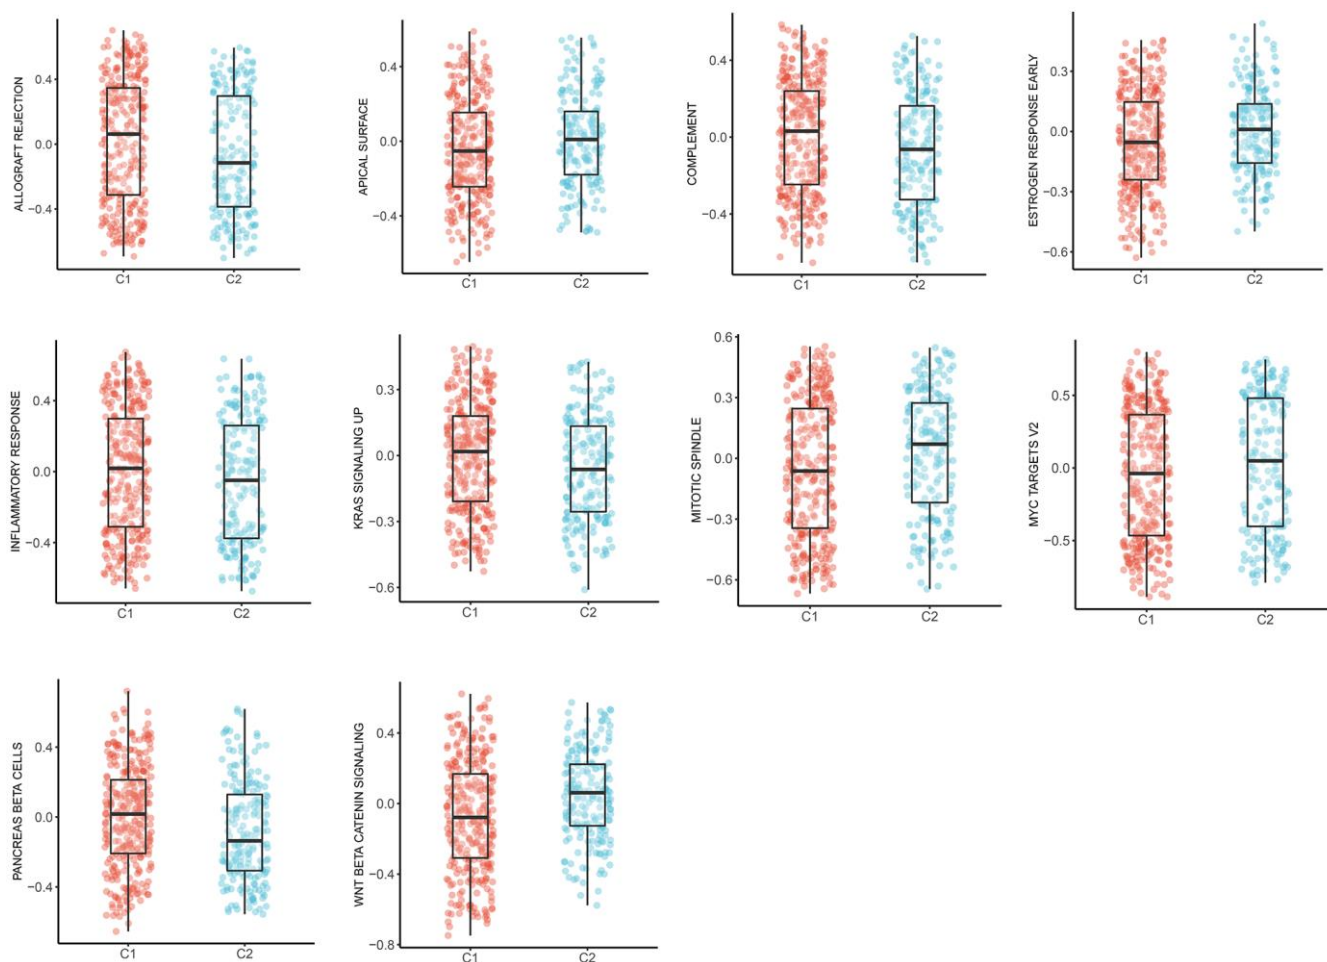 ALLOGRAFT REJECTION
0.4
0.0
−0.4
C1 C2
APICAL SURFACE
0.4
0.0
−0.4
C1 C2
COMPLEMENT
0.4
0.0
−0.4
C1 C2
ESTROGEN RESPONSE EARLY
0.3
0.0
−0.3
−0.6
C1 C2
INFLAMMATORY RESPONSE
0.4
0.0
−0.4
C1 C2
KRAS SIGNALING UP
0.3
0.0
−0.3
−0.6
C1 C2
MITOTIC SPINDLE
0.6
0.3
0.0
−0.3
−0.6
C1 C2
MYC TARGETS V2
0.5
0.0
−0.5
C1 C2
PANCREAS BETA CELLS
0.4
0.0
−0.4
C1 C2
WNT BETA CATENIN SIGNALING
0.4
0.0
−0.4
−0.8
C1 C2